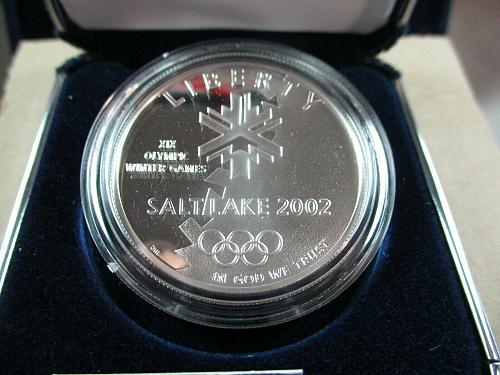 LIBERTY
XIX
OLYMPIC
WINTER GAMES
SALT LAKE 2002
IN GOD WE TRUST